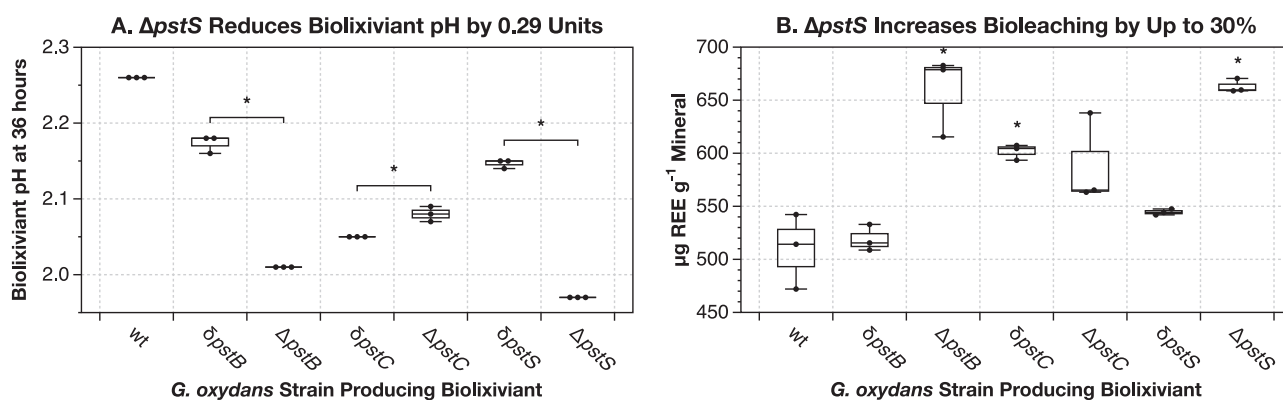 A. ΔpstS Reduces Biolixiviant pH by 0.29 Units
Biolixiviant pH at 36 hours
2.3
2.2
2.1
2.0
*
*
*
wt
δpstB
ΔpstB
δpstC
ΔpstC
δpstS
ΔpstS
G. oxydans Strain Producing Biolixiviant
B. ΔpstS Increases Bioleaching by Up to 30%
µg REE g⁻¹ Mineral
700
650
600
550
500
450
*
*
*
wt
δpstB
ΔpstB
δpstC
ΔpstC
δpstS
ΔpstS
G. oxydans Strain Producing Biolixiviant